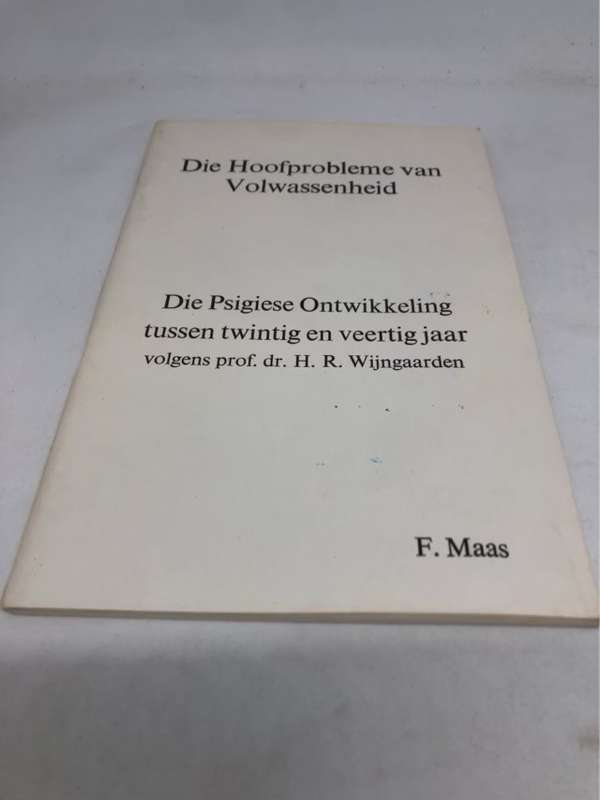 Die Hoofprobleme van
Volwassenheid
Die Psigiese Ontwikkeling
tussen twintig en veertig jaar
volgens prof. dr. H. R. Wijngaarden
F. Maas